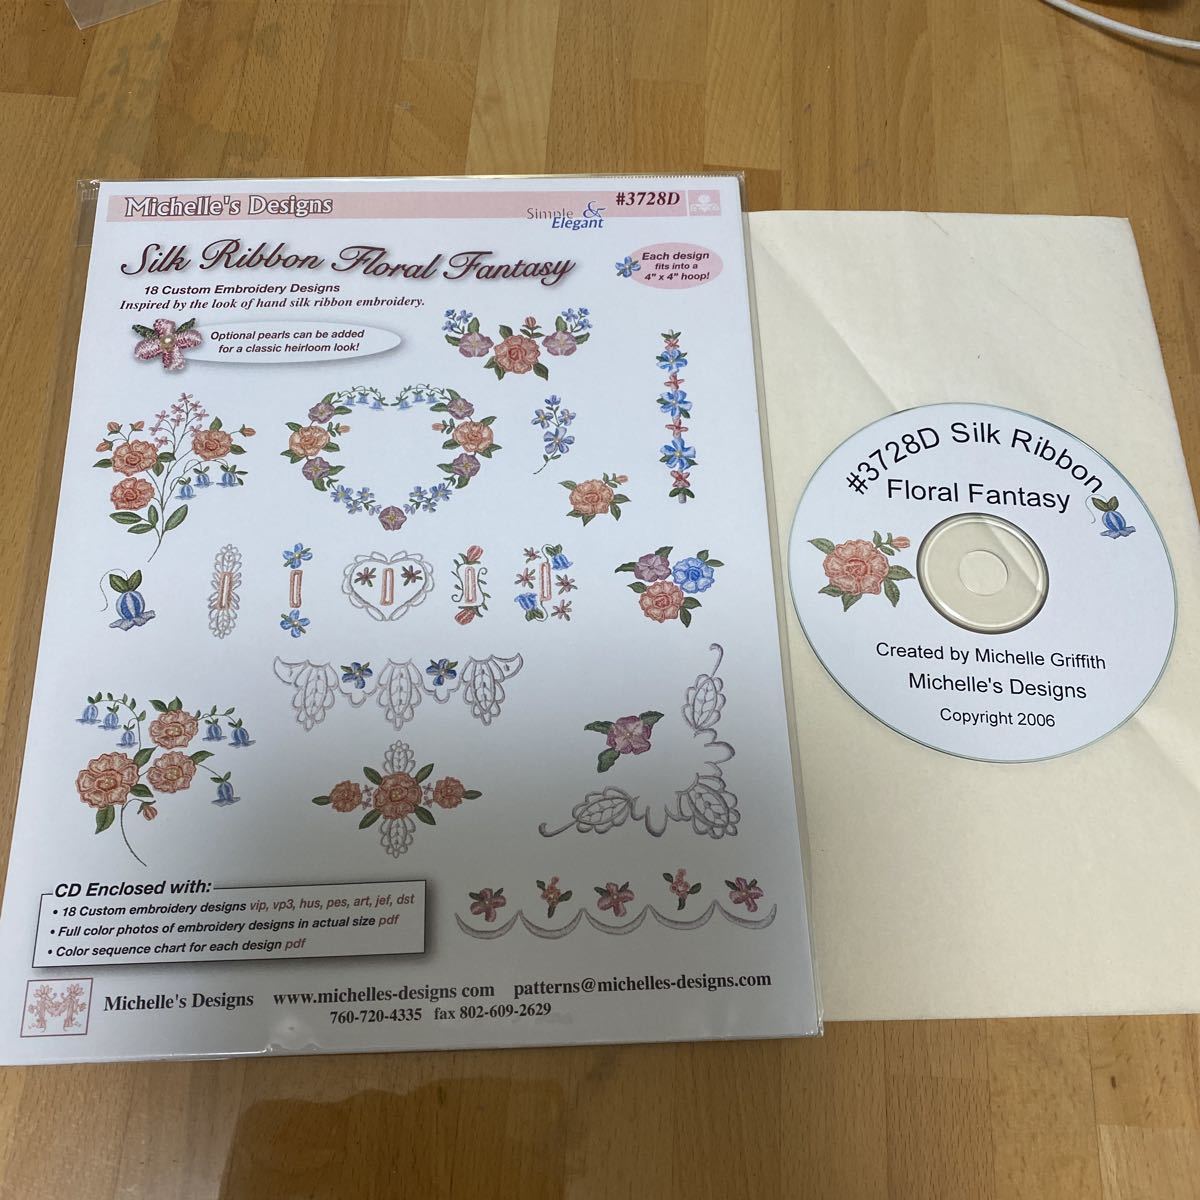 Michelle's Designs
Simple & Elegant
#3728D
Silk Ribbon Floral Fantasy
18 Custom Embroidery Designs
Inspired by the look of hand silk ribbon embroidery.
Each design
fits into a
4" x 4" hoop!
Optional pearls can be added
for a classic heirloom look!
CD Enclosed with:
• 18 Custom embroidery designs vip, vp3, hus, pes, art, jef, dst
• Full color photos of embroidery designs in actual size pdf
• Color sequence chart for each design pdf
Michelle's Designs www.michelles-designs.com patterns@michelles-designs.com
760-720-4335 fax 802-609-2629
#3728D Silk Ribbon
Floral Fantasy
Created by Michelle Griffith
Michelle's Designs
Copyright 2006